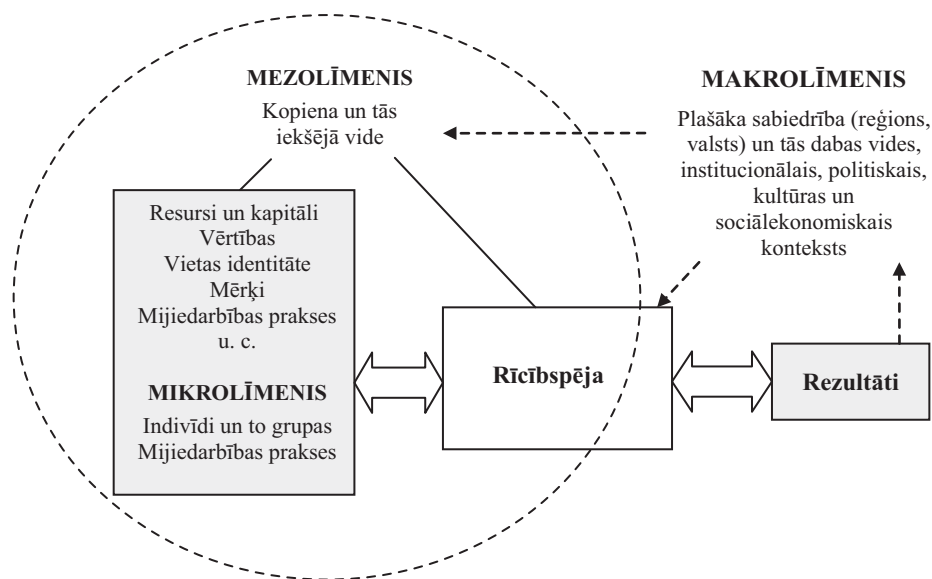 MEZOLĪMENIS
Kopiena un tās
iekšējā vide
MAKROLĪMENIS
Plašāka sabiedrība (reģions,
valsts) un tās dabas vides,
institucionālais, politiskais,
kultūras un
sociālekonomiskais
konteksts
Resursi un kapitāli
Vērtības
Vietas identitāte
Mērķi
Mijiedarbības prakses
u. c.
MIKROLĪMENIS
Indivīdi un to grupas
Mijiedarbības prakses
Rīcībspēja
Rezultāti